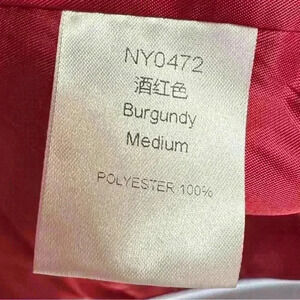 NY0472
酒红色
Burgundy
Medium
POLYESTER 100%